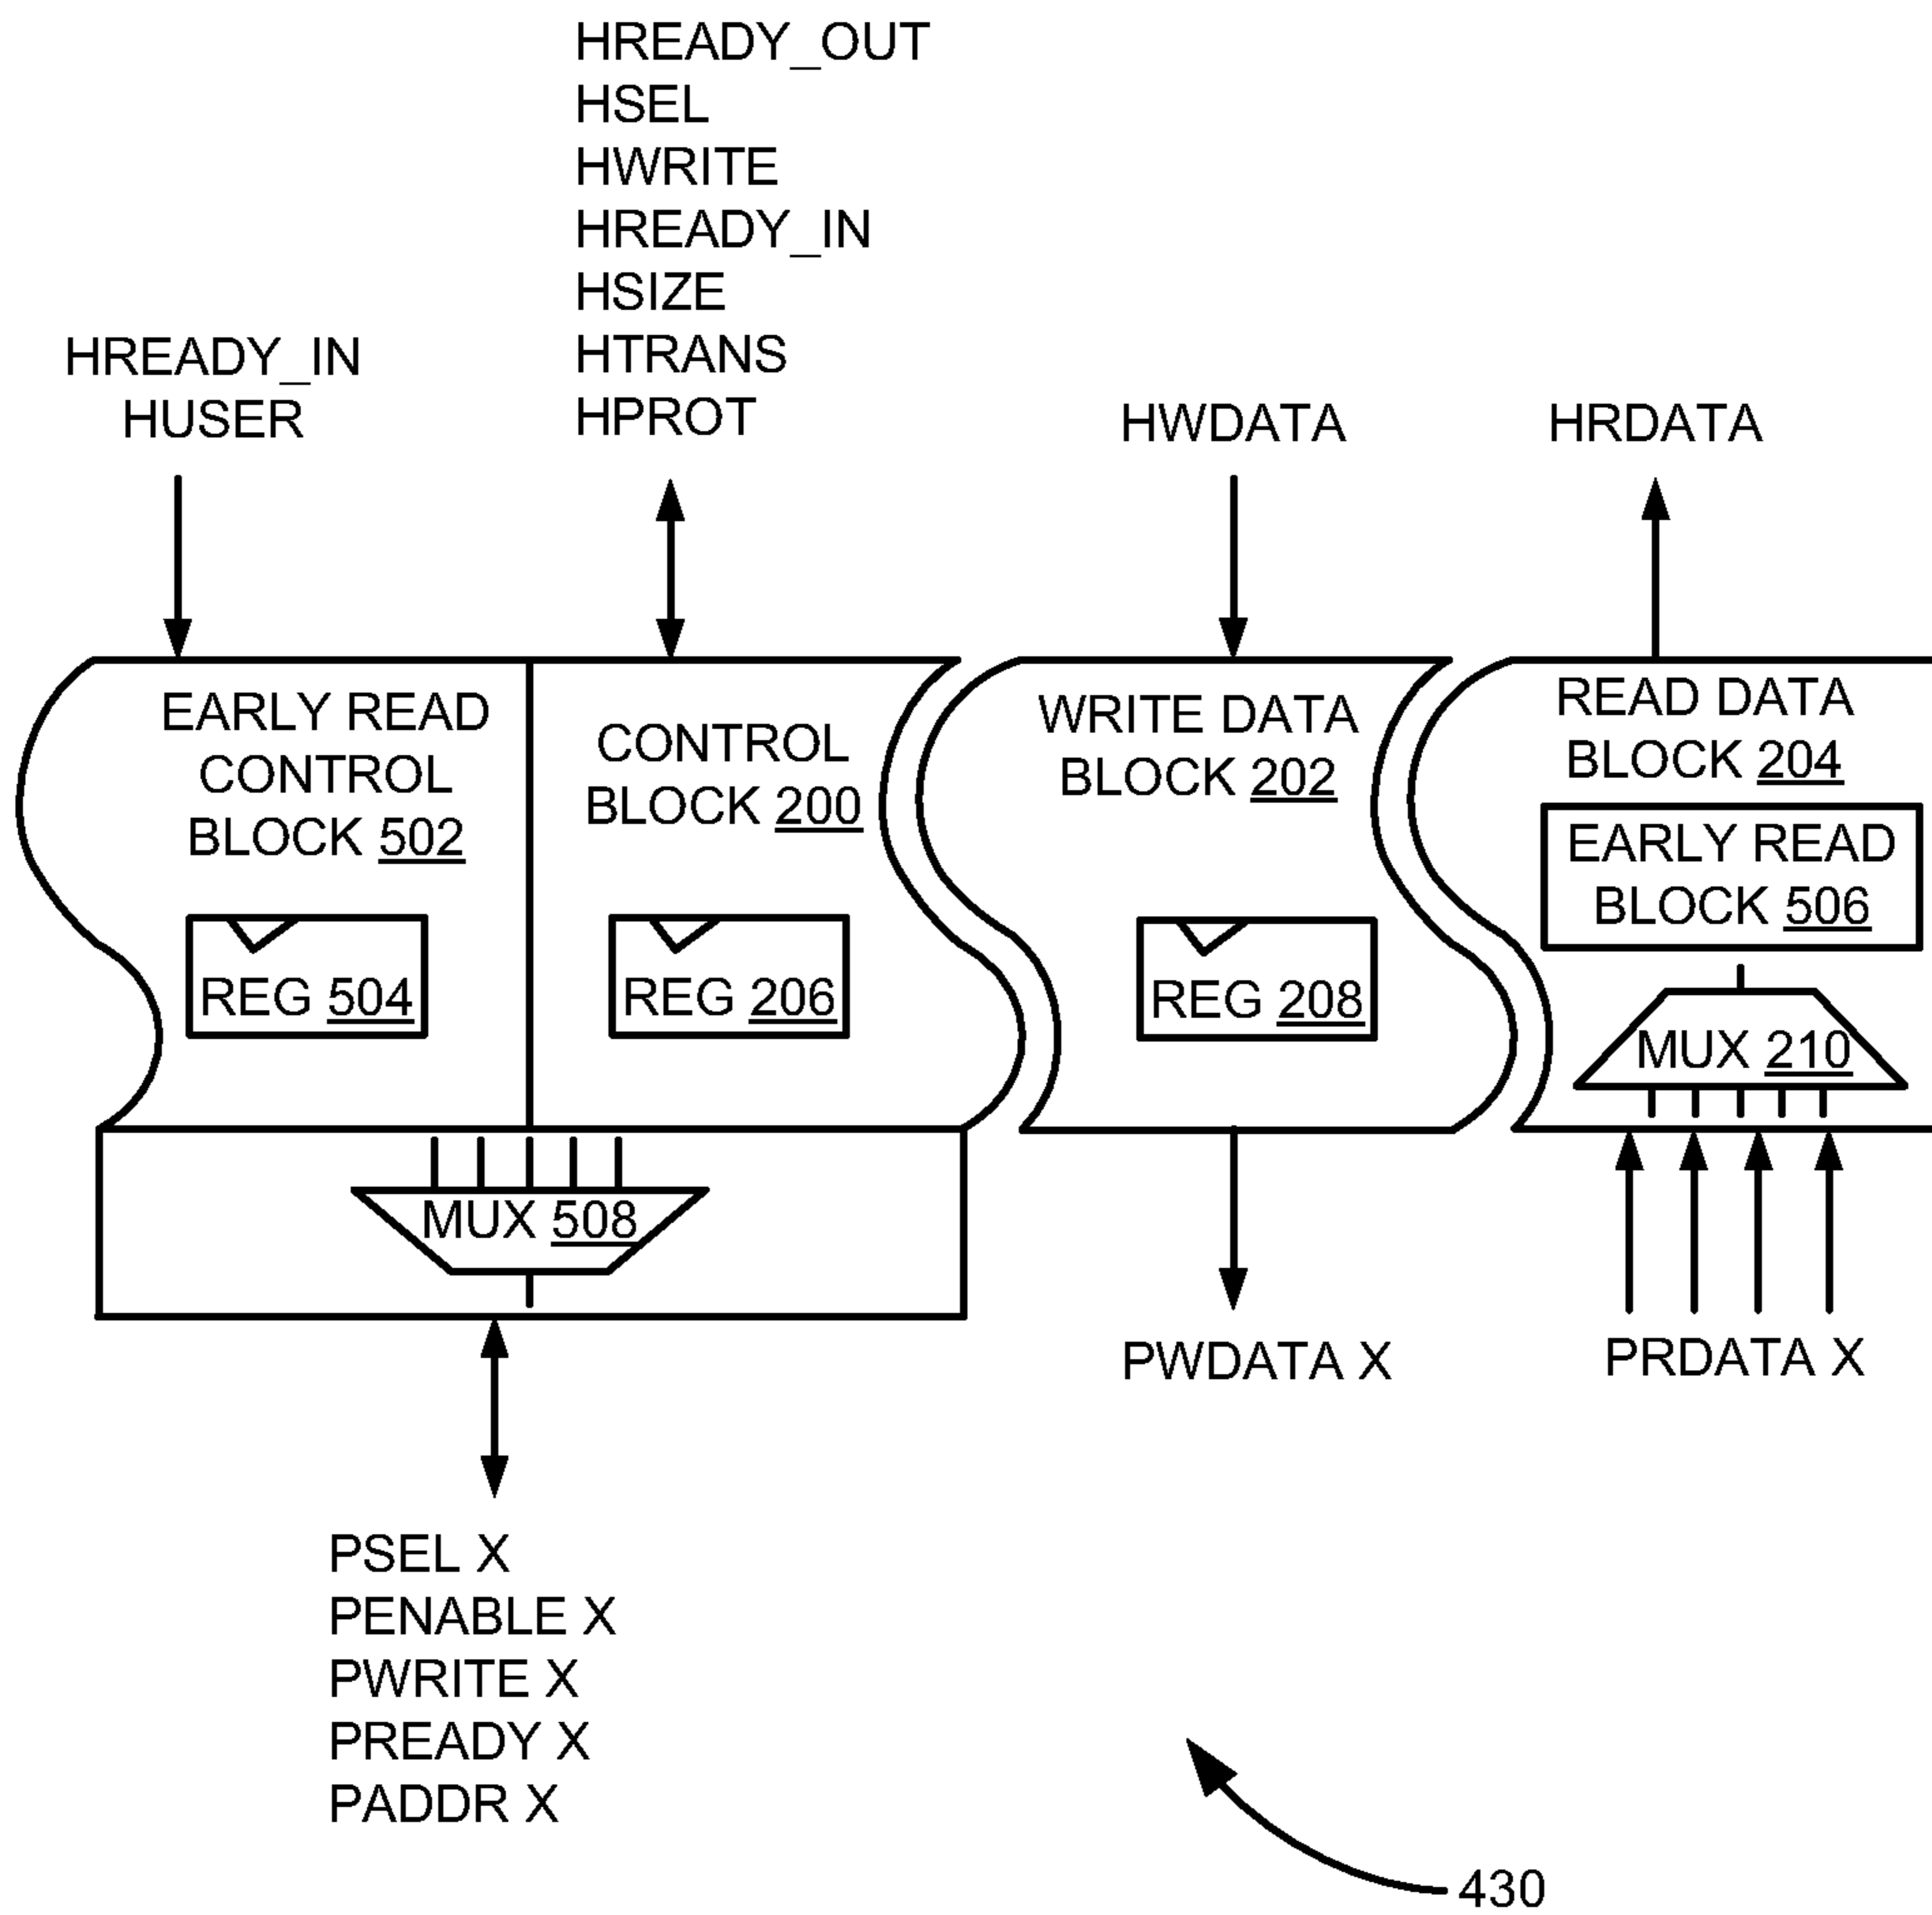 HREADY_OUT
HSEL
HWRITE
HREADY_IN
HSIZE
HTRANS
HPROT
HREADY_IN
HUSER
HWDATA
HRDATA
EARLY READ
CONTROL
BLOCK 502
REG 504
CONTROL
BLOCK 200
REG 206
WRITE DATA
BLOCK 202
REG 208
READ DATA
BLOCK 204
EARLY READ
BLOCK 506
MUX 210
MUX 508
PWDATA X
PRDATA X
PSEL X
PENABLE X
PWRITE X
PREADY X
PADDR X
430